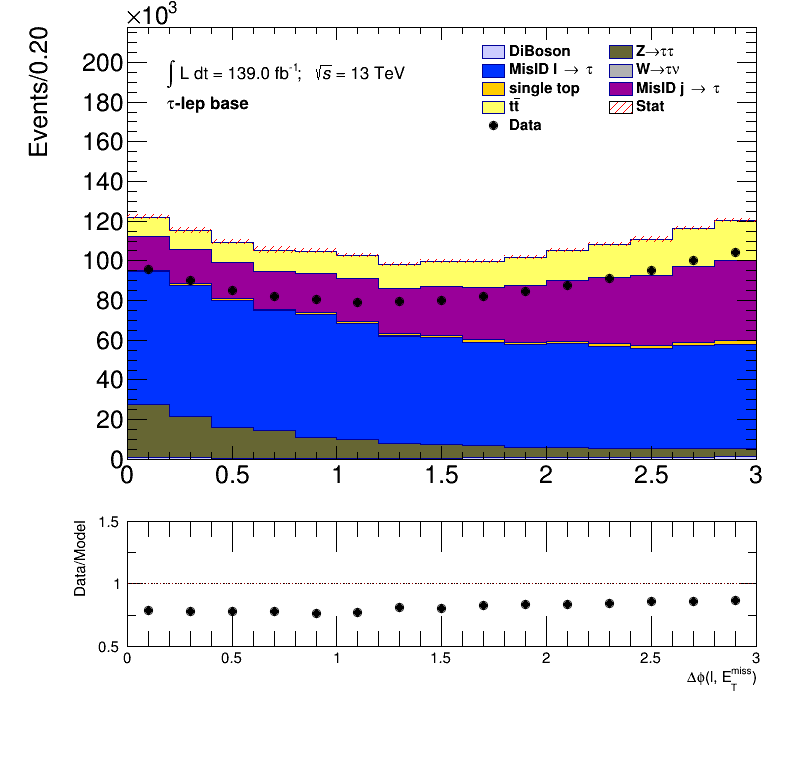 ×10³
Events/0.20
200
180
160
140
120
100
80
60
40
20
0
0 0.5 1 1.5 2 2.5 3
∫ L dt = 139.0 fb⁻¹; √s = 13 TeV
τ-lep base
DiBoson
MisID l → τ
single top
tt̄
Data
Z→ττ
W→τν
MisID j → τ
Stat
Data/Model
1.5
1
0.5
0 0.5 1 1.5 2 2.5 3
Δϕ(l, E_T^miss)